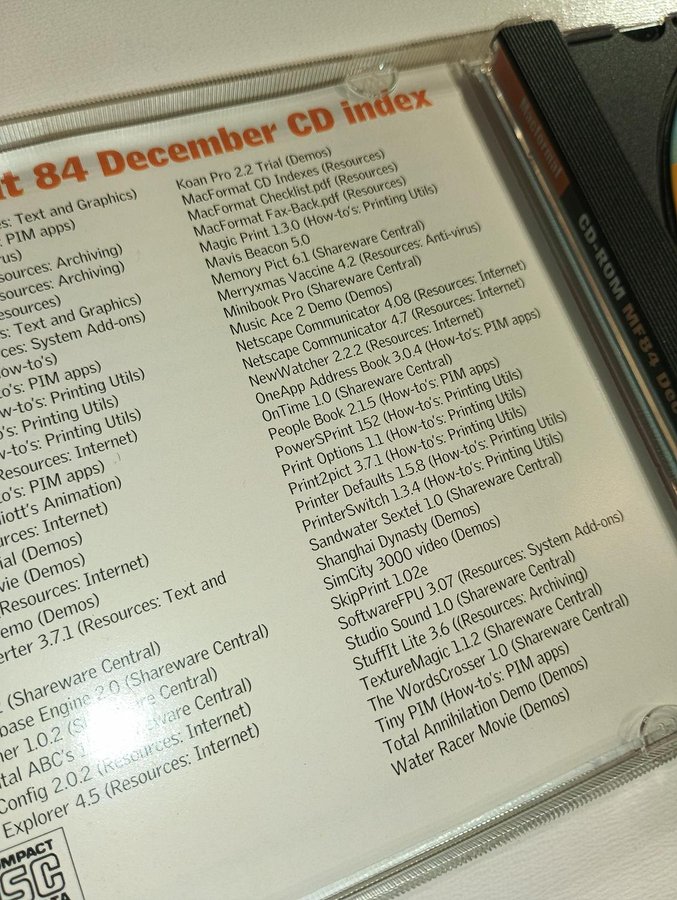 84 December CD index
es: Text and Graphics)
: PIM apps)
rus)
sources: Archiving)
sources: Archiving)
esources)
s: Text and Graphics)
ces: System Add-ons)
How-to's)
to's: PIM apps)
w-to's: Printing Utils)
o's: Printing Utils)
w-to's: Printing Utils)
Resources: Internet)
to's: PIM apps)
iott's Animation)
urces: Internet)
ial (Demos)
vie (Demos)
Resources: Internet)
emo (Demos)
erter 3.7.1 (Resources: Text and
(Shareware Central)
base Engine 2.0 (Shareware Central)
ner 1.0.2 Central)
ital ABC's Shareware Central)
Config 2.0.2 (Resources: Internet)
Explorer 4.5 (Resources: Internet)
Koan Pro 2.2 Trial (Demos)
MacFormat CD Indexes (Resources)
MacFormat Checklist.pdf (Resources)
MacFormat Fax-Back.pdf (Resources)
Magic Print 1.3.0 (How-to's: Printing Utils)
Mavis Beacon 5.0
Memory Pict 6.1 (Shareware Central)
Merryxmas Vaccine 4.2 (Resources: Anti-virus)
Minibook Pro (Shareware Central)
Music Ace 2 Demo (Demos)
Netscape Communicator 4.08 (Resources: Internet)
Netscape Communicator 4.7 (Resources: Internet)
NewWatcher 2.2.2 (Resources: Internet)
OneApp Address Book 3.0.4 (How-to's: PIM apps)
OnTime 1.0 (Shareware Central)
People Book 2.1.5 (How-to's: PIM apps)
PowerSPrint 152 (How-to's: Printing Utils)
Print Options 1.1 (How-to's: Printing Utils)
Print2pict 3.7.1 (How-to's: Printing Utils)
Printer Defaults 1.5.8 (How-to's: Printing Utils)
PrinterSwitch 1.3.4 (How-to's: Printing Utils)
Sandwater Sextet 1.0 (Shareware Central)
Shanghai Dynasty (Demos)
SimCity 3000 video (Demos)
SkipPrint 1.02e
SoftwareFPU 3.07 (Resources: System Add-ons)
Studio Sound 1.0 (Shareware Central)
StuffIt Lite 3.6 ((Resources: Archiving)
TextureMagic 1.1.2 (Shareware Central)
The WordsCrosser 1.0 (Shareware Central)
Tiny PIM (How-to's: PIM apps)
Total Annihilation Demo (Demos)
Water Racer Movie (Demos)
MacFormat
CD-ROM MF84 Dec